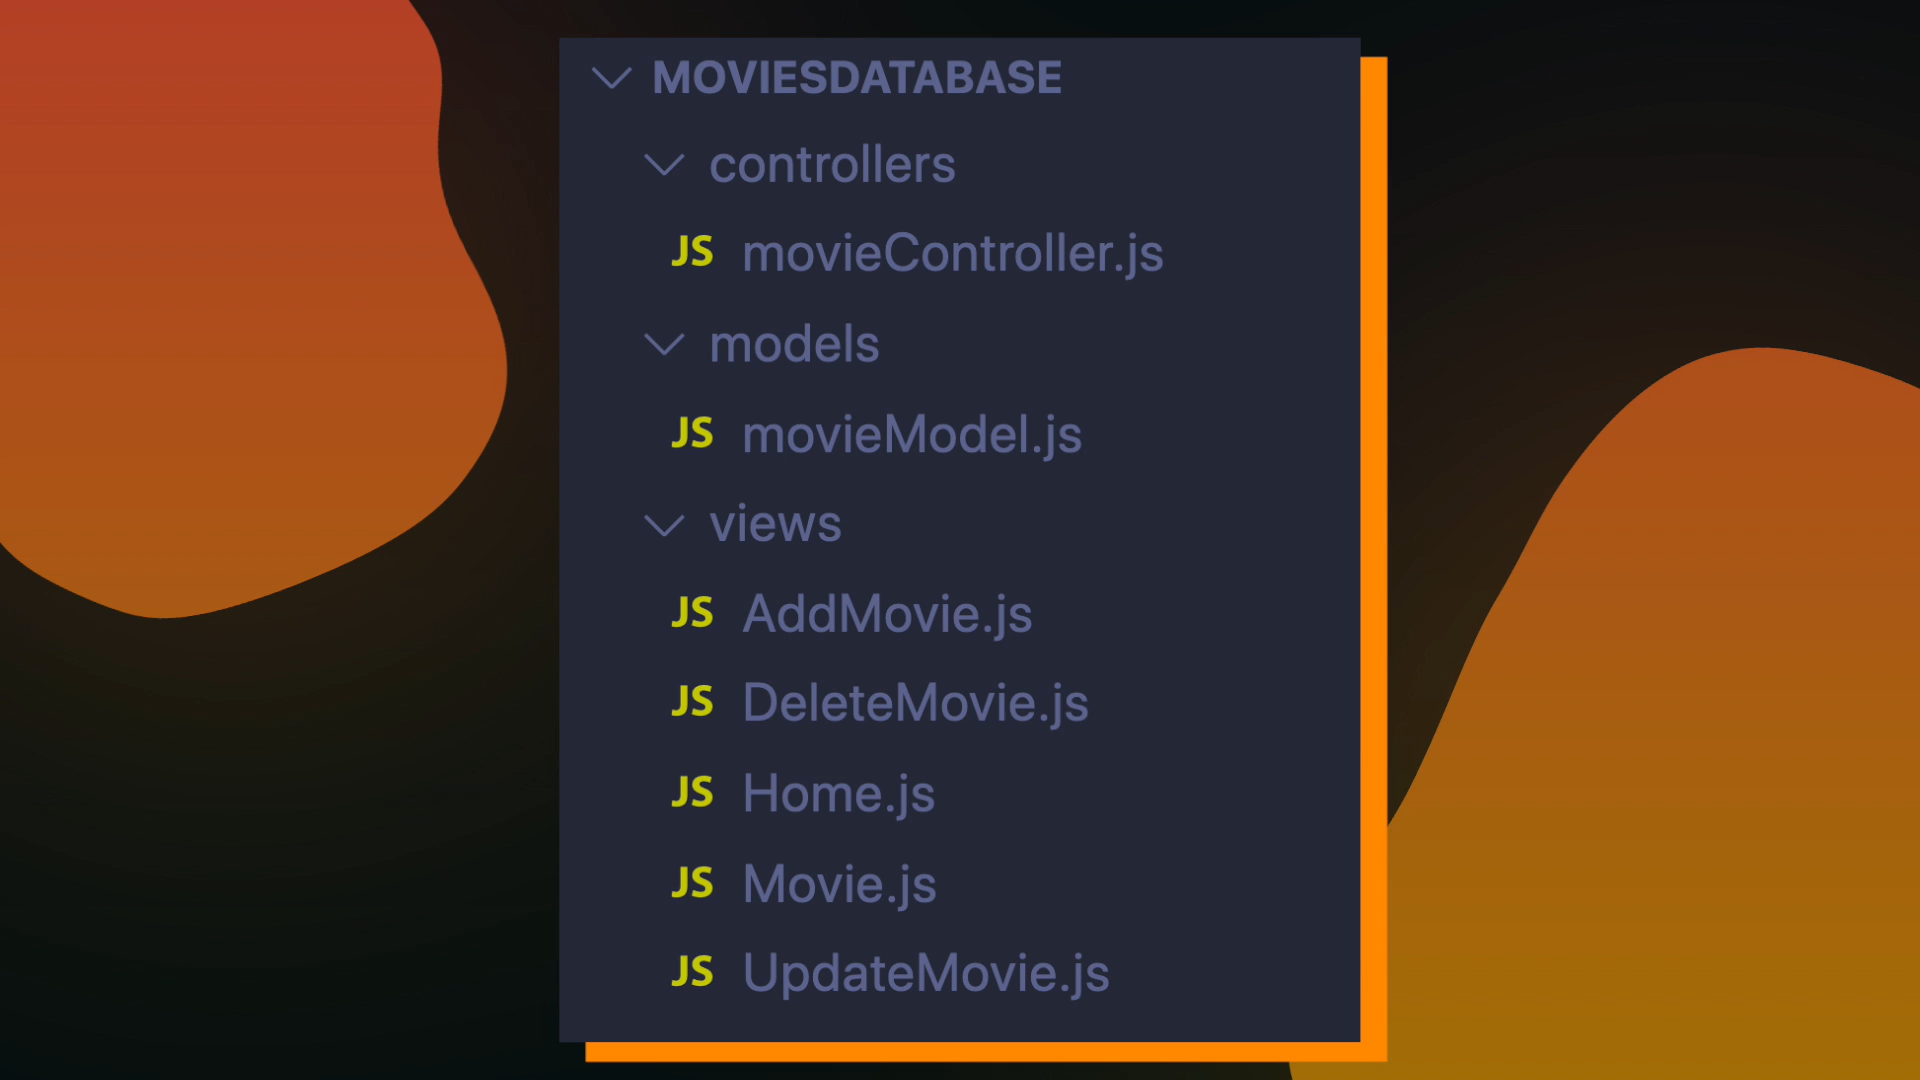 MOVIESDATABASE
controllers
JS movieController.js
models
JS movieModel.js
views
JS AddMovie.js
JS DeleteMovie.js
JS Home.js
JS Movie.js
JS UpdateMovie.js